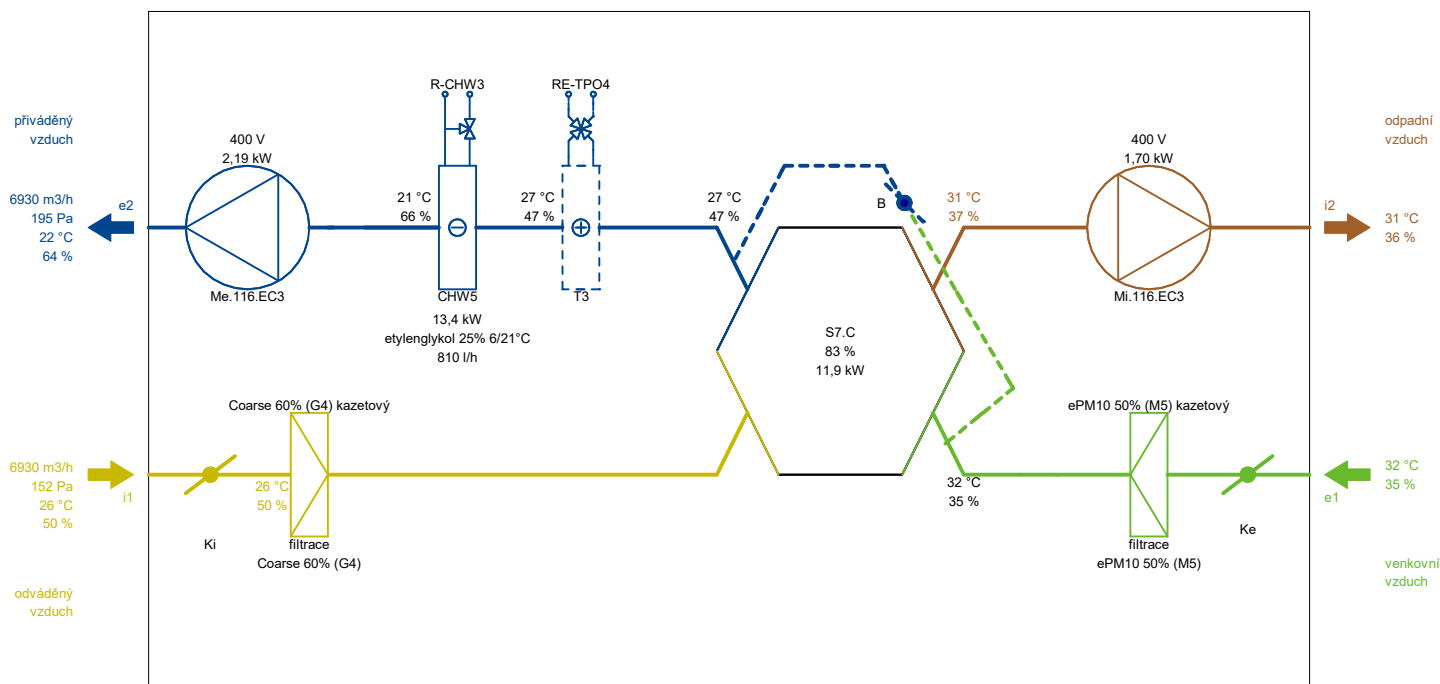 R-CHW3
RE-TPO4
přiváděný
vzduch
400 V
2,19 kW
400 V
1,70 kW
odpadní
vzduch
6930 m3/h
195 Pa
22 °C
64 %
e2
21 °C
66 %
27 °C
47 %
27 °C
47 %
B
31 °C
37 %
i2
31 °C
36 %
Me.116.EC3
CHW5
T3
Mi.116.EC3
13,4 kW
etylenglykol 25% 6/21°C
810 l/h
S7.C
83 %
11,9 kW
Coarse 60% (G4) kazetový
ePM10 50% (M5) kazetový
6930 m3/h
152 Pa
26 °C
50 %
i1
26 °C
50 %
32 °C
35 %
32 °C
35 %
e1
Ki
filtrace
Coarse 60% (G4)
filtrace
ePM10 50% (M5)
Ke
odváděný
vzduch
venkovní
vzduch